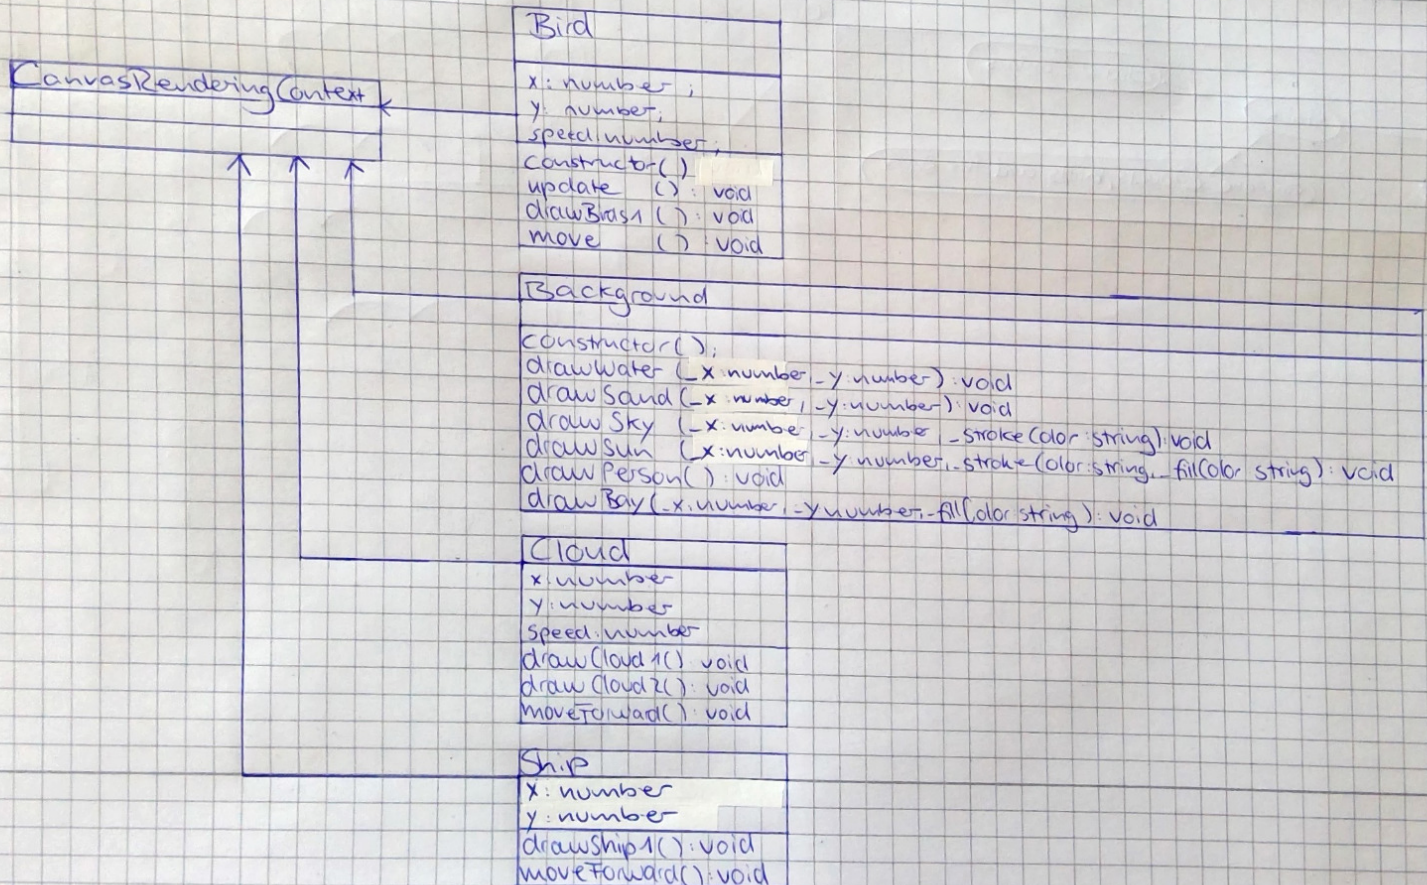 Bird
CanvasRenderingContext
x: number;
y: number;
speed: number;
constructor()
update (): void
drawBras1 (): void
move (): void
Background
constructor();
drawWater (_x:number, _y:number): void
drawSand (_x:number, _y:number): void
drawSky (_x:number, _y:number, _strokeColor:string): void
drawSun (_x:number, _y:number, _strokeColor:string, _fillColor string): void
drawPerson(): void
drawBay (_x:number, _y number, _fillColor string): void
Cloud
x:number
y:number
speed:number
drawCloud1(): void
drawCloud2(): void
moveForwad(): void
Ship
x: number
y: number
drawShip1(): void
moveForward(): void